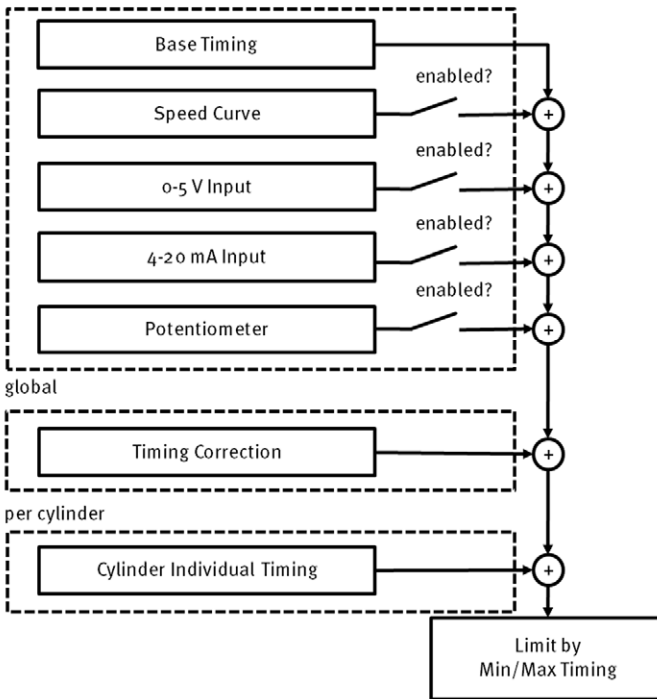 Base Timing
enabled?
Speed Curve
+
enabled?
0-5 V Input
+
enabled?
4-20 mA Input
+
enabled?
Potentiometer
+
global
Timing Correction
+
per cylinder
Cylinder Individual Timing
+
Limit by
Min/Max Timing